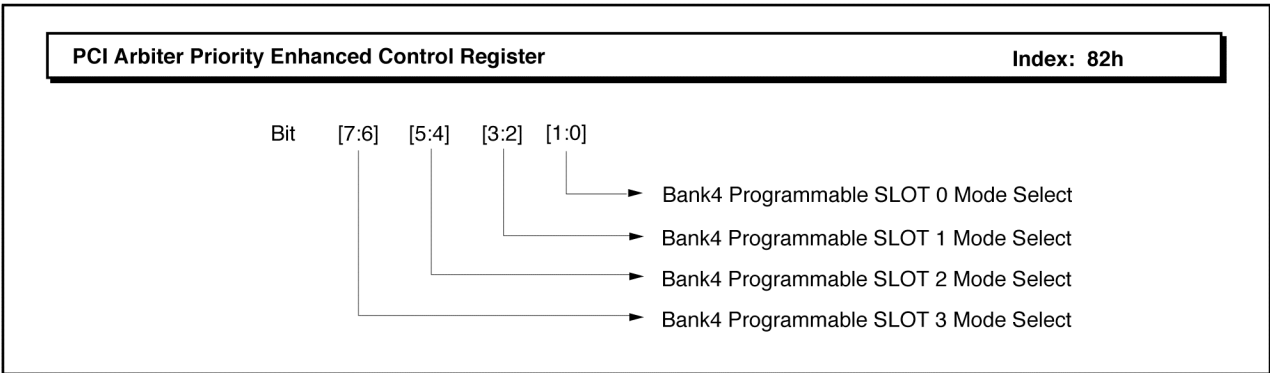 PCI Arbiter Priority Enhanced Control Register Index: 82h
Bit [7:6] [5:4] [3:2] [1:0]
Bank4 Programmable SLOT 0 Mode Select
Bank4 Programmable SLOT 1 Mode Select
Bank4 Programmable SLOT 2 Mode Select
Bank4 Programmable SLOT 3 Mode Select